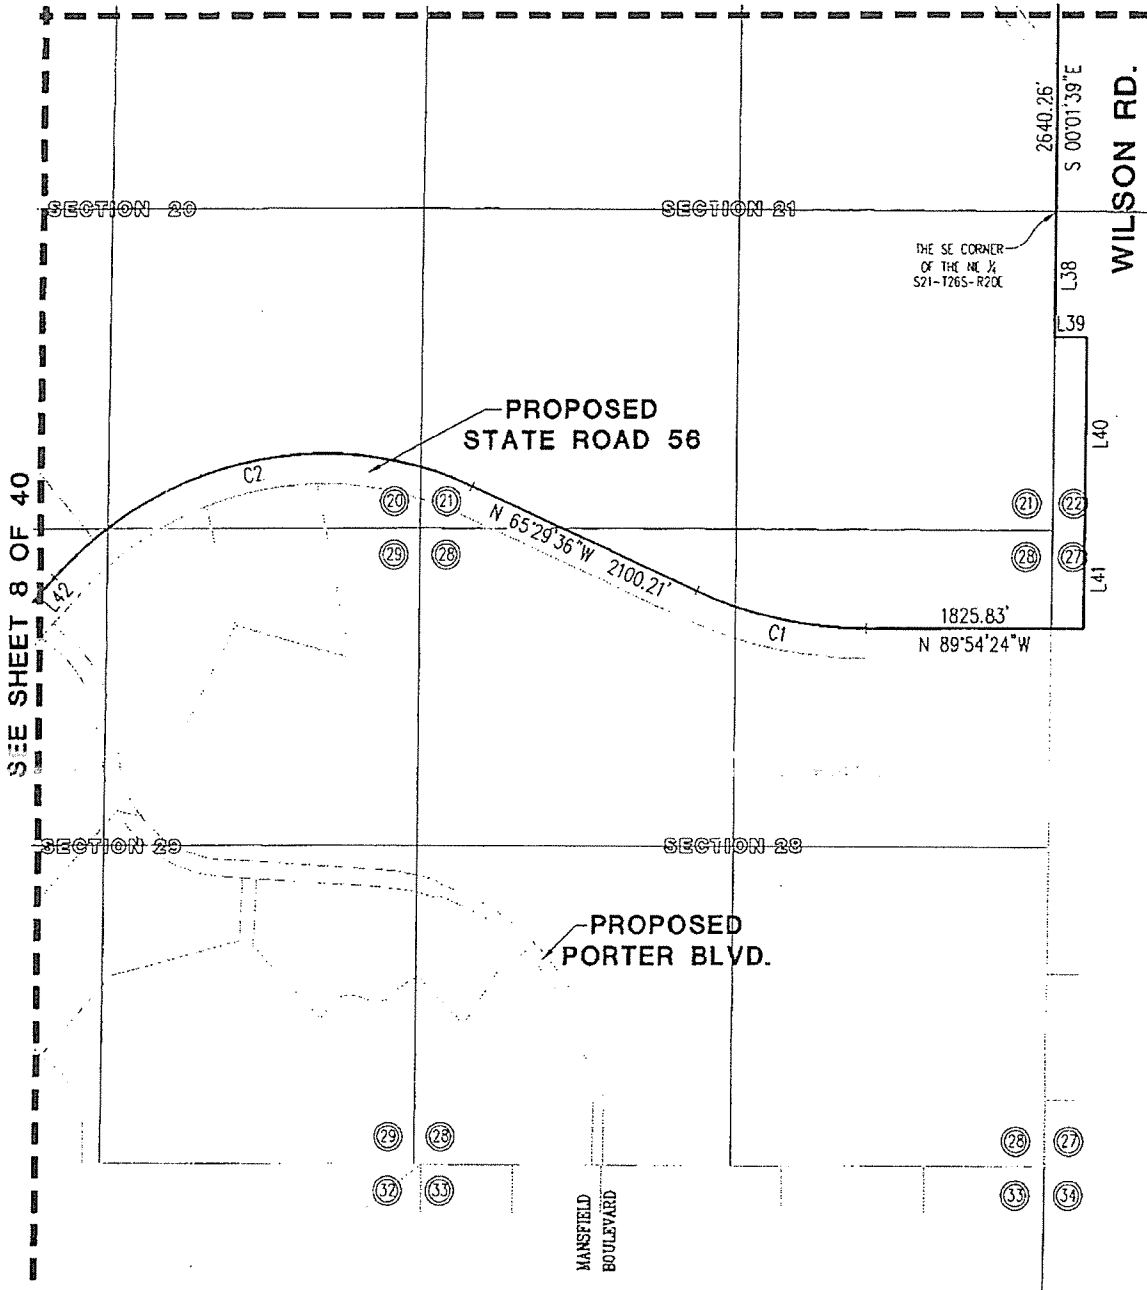 2640.26'
S 00°01'39"E
WILSON RD.
SECTION 20
SECTION 21
THE SE CORNER
OF THE NE ¼
S21-T26S-R20E
L38
L39
PROPOSED
STATE ROAD 56
L40
C2
SEE SHEET 8 OF 40
20
21
21
22
N 65°29'36"W 2100.21'
29
28
28
27
L42
L41
1825.83'
C1
N 89°54'24"W
SECTION 29
SECTION 28
PROPOSED
PORTER BLVD.
29
28
28
27
32
33
33
34
MANSFIELD
BOULEVARD